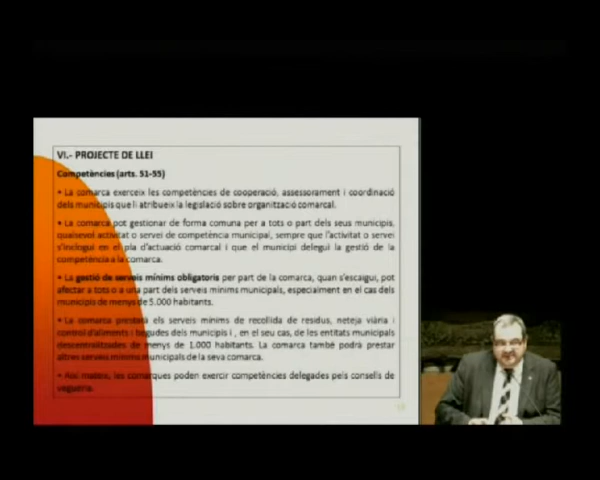 VI.- PROJECTE DE LLEI
Competències (arts. 51-55)
• La comarca exerceix les competències de cooperació, assessorament i coordinació
dels municipis que li atribueix la legislació sobre organització comarcal.
• La comarca pot gestionar de forma comuna per a tots o part dels seus municipis,
qualsevol activitat o servei de competència municipal, sempre que l'activitat o servei
s'inclogui en el pla d'actuació comarcal i que el municipi delegui la gestió de la
competència a la comarca.
• La gestió de serveis mínims obligatoris per part de la comarca, quan s'escaigui, pot
afectar a tots o a una part dels serveis mínims municipals, especialment en el cas dels
municipis de menys de 5.000 habitants.
• La comarca prestarà els serveis mínims de recollida de residus, neteja viària i
control d'aliments i begudes dels municipis i , en el seu cas, de les entitats municipals
descentralitzades de menys de 1.000 habitants. La comarca també podrà prestar
altres serveis mínims municipals de la seva comarca.
• Així mateix, les comarques poden exercir competències delegades pels consells de
vegueria.